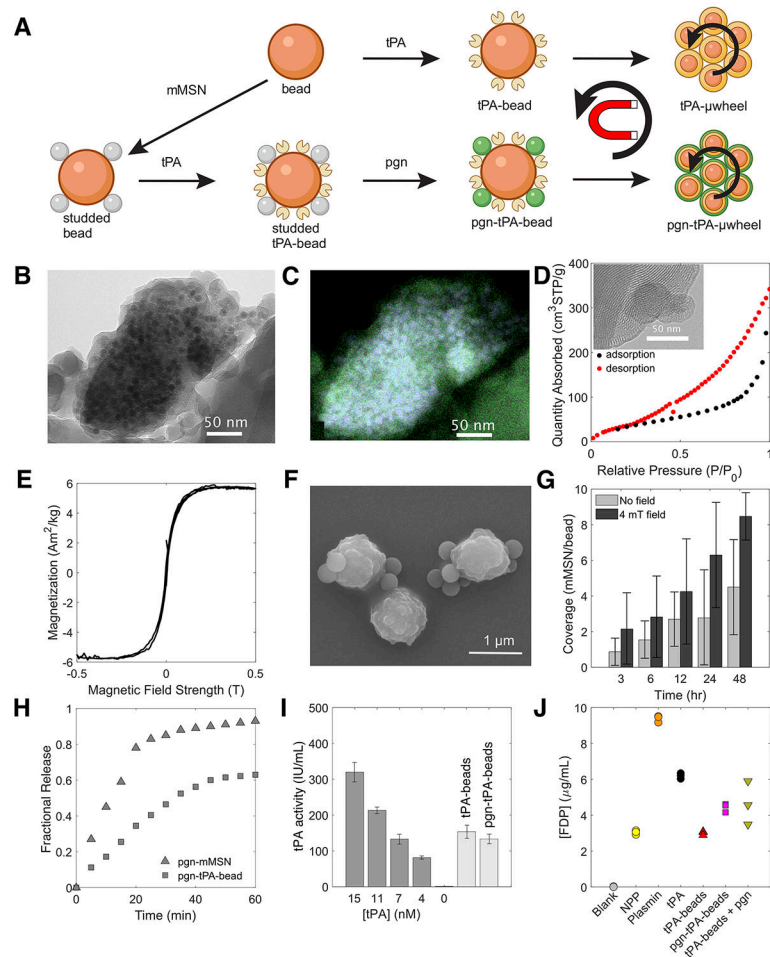 A
bead
tPA
tPA-bead
tPA-µwheel
mMSN
studded
bead
tPA
studded
tPA-bead
pgn
pgn-tPA-bead
pgn-tPA-µwheel
B
50 nm
C
50 nm
D
Quantity Absorbed (cm³STP/g)
400
300
200
100
0
50 nm
adsorption
desorption
0
0.5
1
Relative Pressure (P/P₀)
E
Magnetization (Am²/kg)
6
4
2
0
-2
-4
-6
-0.5
0
0.5
Magnetic Field Strength (T)
F
1 µm
G
Coverage (mMSN/bead)
10
8
6
4
2
0
No field
4 mT field
3
6
12
24
48
Time (hr)
H
Fractional Release
1
0.8
0.6
0.4
0.2
0
pgn-mMSN
pgn-tPA-bead
0
20
40
60
Time (min)
I
tPA activity (IU/mL)
500
400
300
200
100
0
tPA-beads
pgn-tPA-beads
15
11
7
4
0
[tPA] (nM)
J
[FDP] (µg/mL)
10
8
6
4
2
0
Blank
NPP
Plasmin
tPA
tPA-beads
pgn-tPA-beads
tPA-beads + pgn